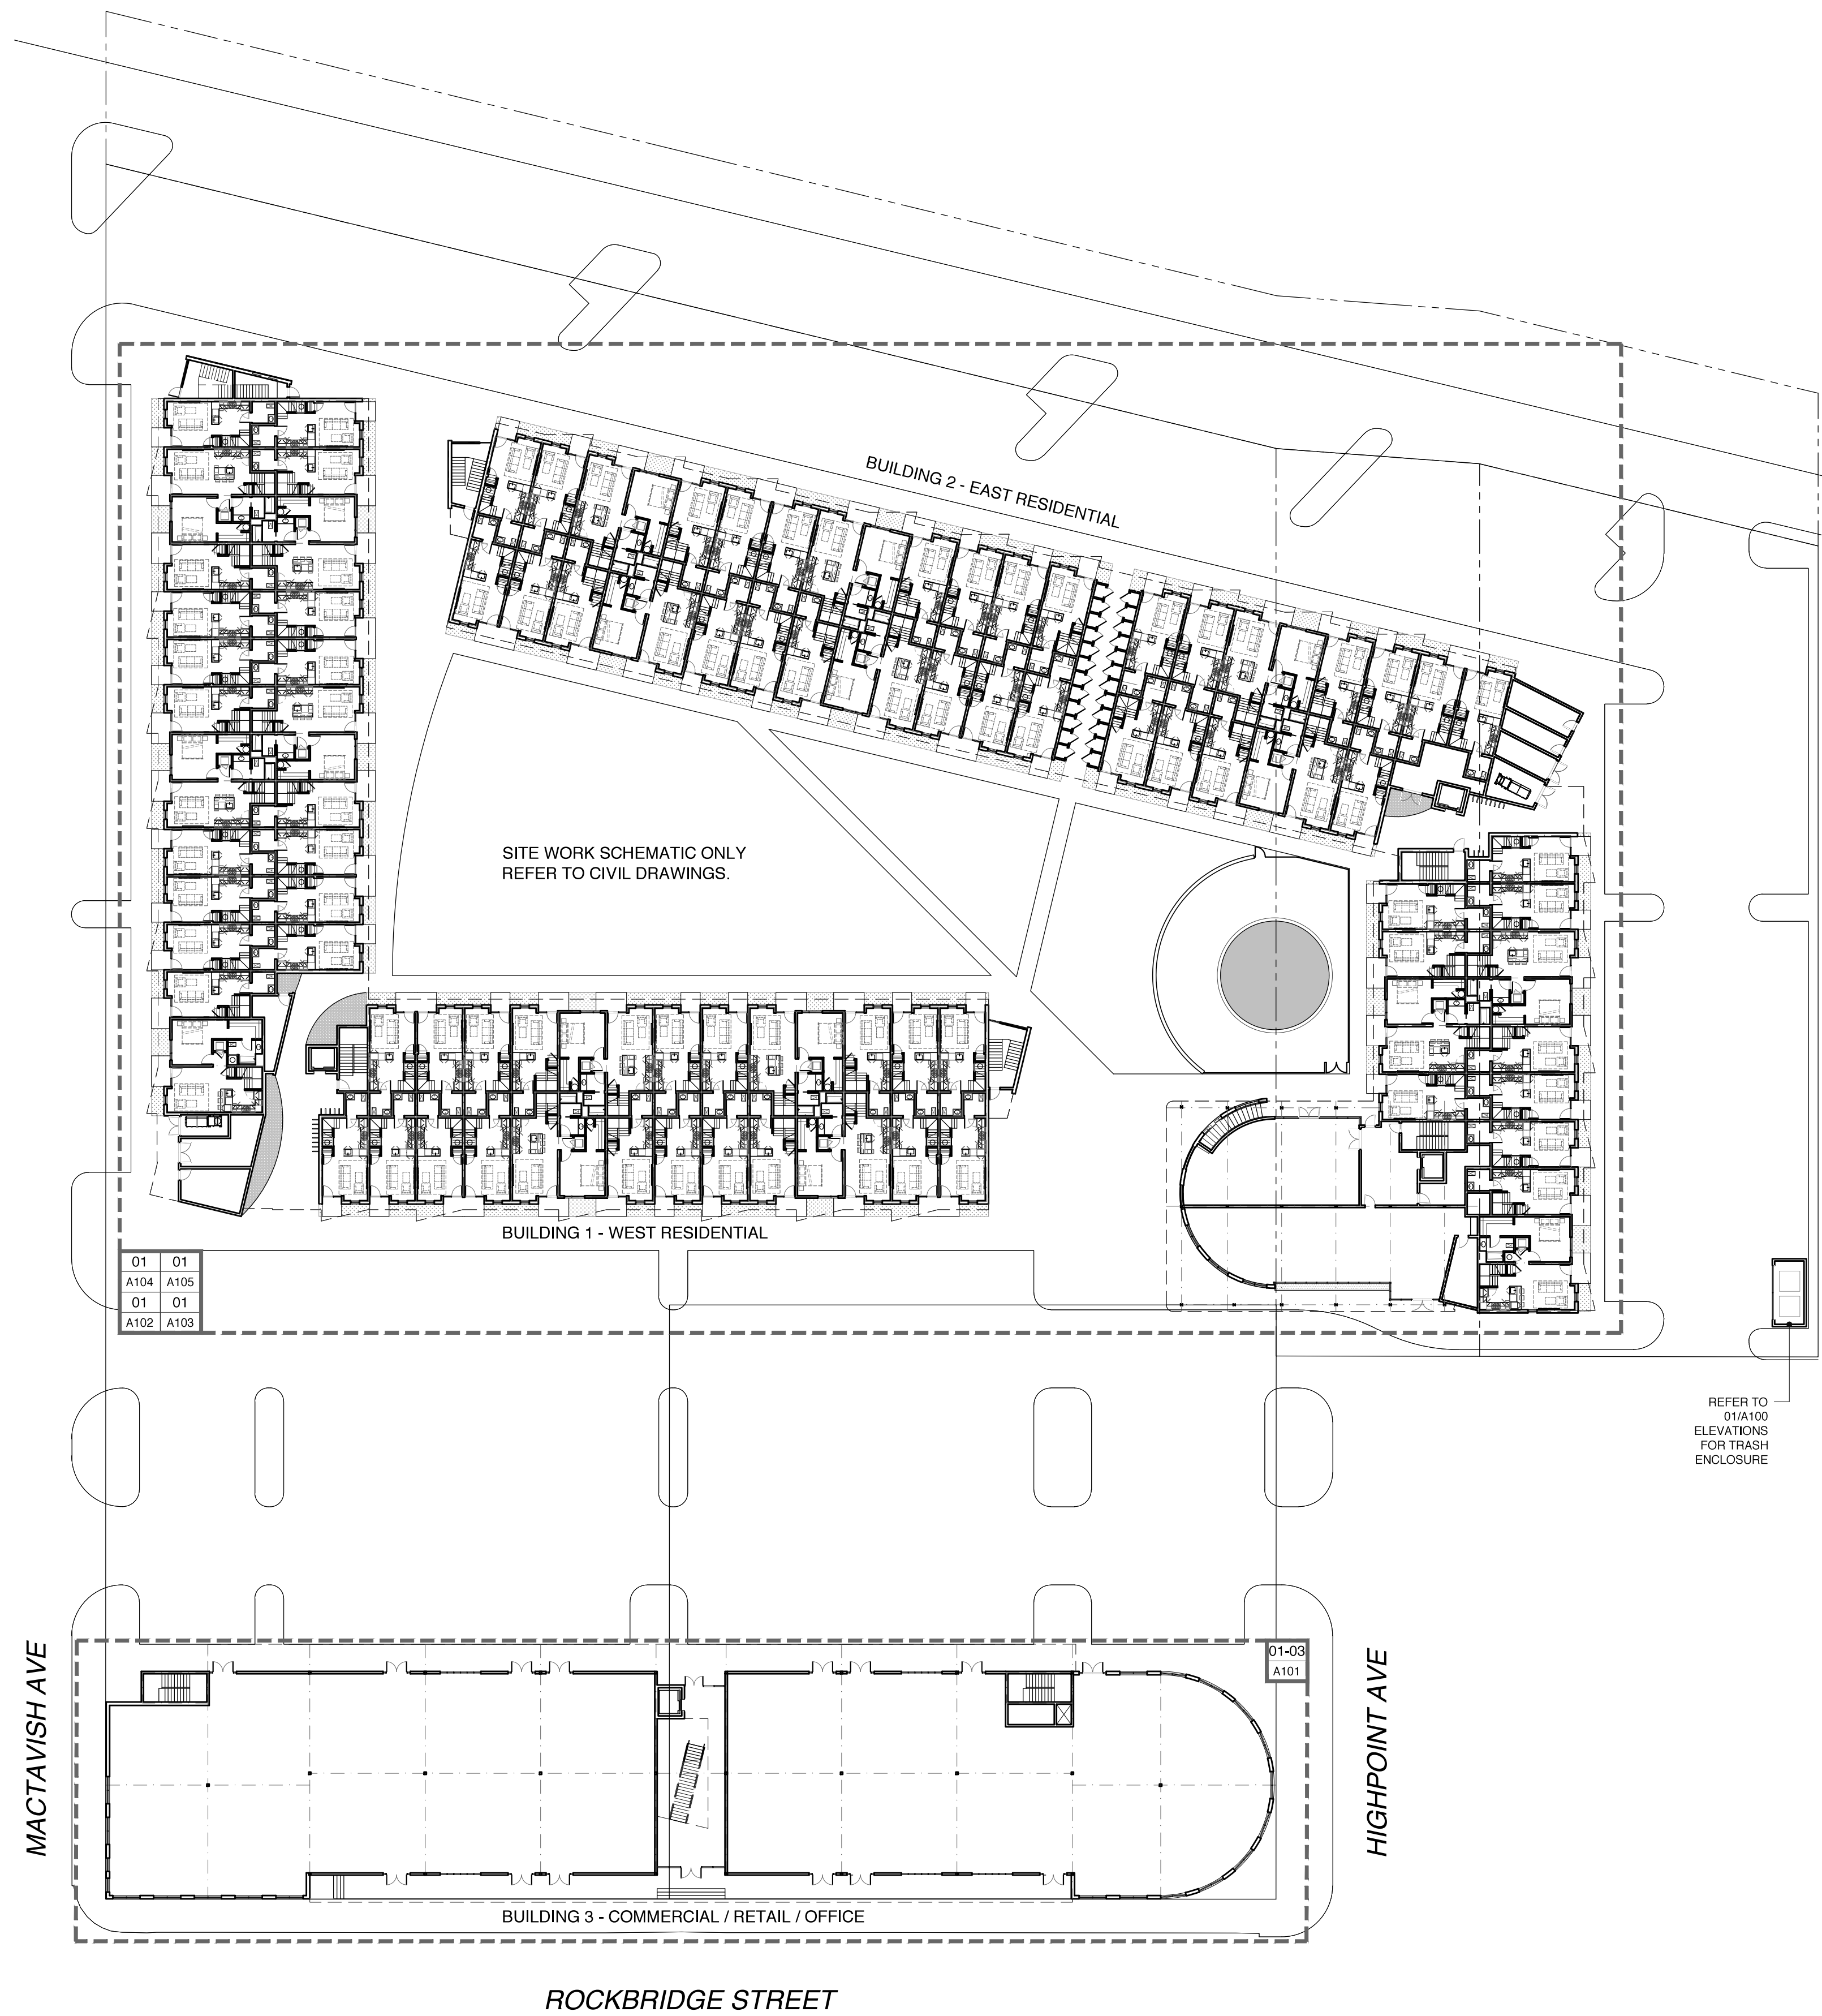 BUILDING 2 - EAST RESIDENTIAL
SITE WORK SCHEMATIC ONLY
REFER TO CIVIL DRAWINGS.
BUILDING 1 - WEST RESIDENTIAL
01 01
A104 A105
01 01
A102 A103
REFER TO
01/A100
ELEVATIONS
FOR TRASH
ENCLOSURE
MACTAVISH AVE
01-03
A101
HIGHPOINT AVE
BUILDING 3 - COMMERCIAL / RETAIL / OFFICE
ROCKBRIDGE STREET